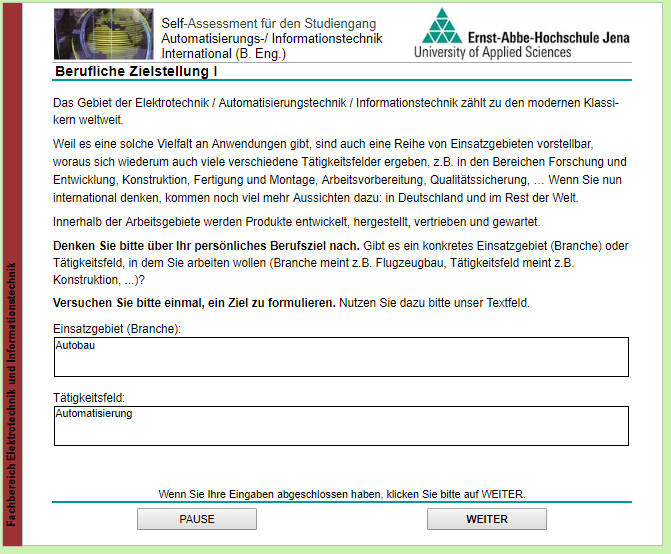 Self-Assessment für den Studiengang
Automatisierungs-/ Informationstechnik
International (B. Eng.)
Ernst-Abbe-Hochschule Jena
University of Applied Sciences
Berufliche Zielstellung I
Das Gebiet der Elektrotechnik / Automatisierungstechnik / Informationstechnik zählt zu den modernen Klassi-
kern weltweit.
Weil es eine solche Vielfalt an Anwendungen gibt, sind auch eine Reihe von Einsatzgebieten vorstellbar,
woraus sich wiederum auch viele verschiedene Tätigkeitsfelder ergeben, z.B. in den Bereichen Forschung und
Entwicklung, Konstruktion, Fertigung und Montage, Arbeitsvorbereitung, Qualitätssicherung, … Wenn Sie nun
international denken, kommen noch viel mehr Aussichten dazu: in Deutschland und im Rest der Welt.
Innerhalb der Arbeitsgebiete werden Produkte entwickelt, hergestellt, vertrieben und gewartet.
Denken Sie bitte über Ihr persönliches Berufsziel nach. Gibt es ein konkretes Einsatzgebiet (Branche) oder
Tätigkeitsfeld, in dem Sie arbeiten wollen (Branche meint z.B. Flugzeugbau, Tätigkeitsfeld meint z.B.
Konstruktion, ...)?
Versuchen Sie bitte einmal, ein Ziel zu formulieren. Nutzen Sie dazu bitte unser Textfeld.
Einsatzgebiet (Branche):
Autobau
Tätigkeitsfeld:
Automatisierung
Wenn Sie Ihre Eingaben abgeschlossen haben, klicken Sie bitte auf WEITER.
PAUSE
WEITER
Fachbereich Elektrotechnik und Informationstechnik